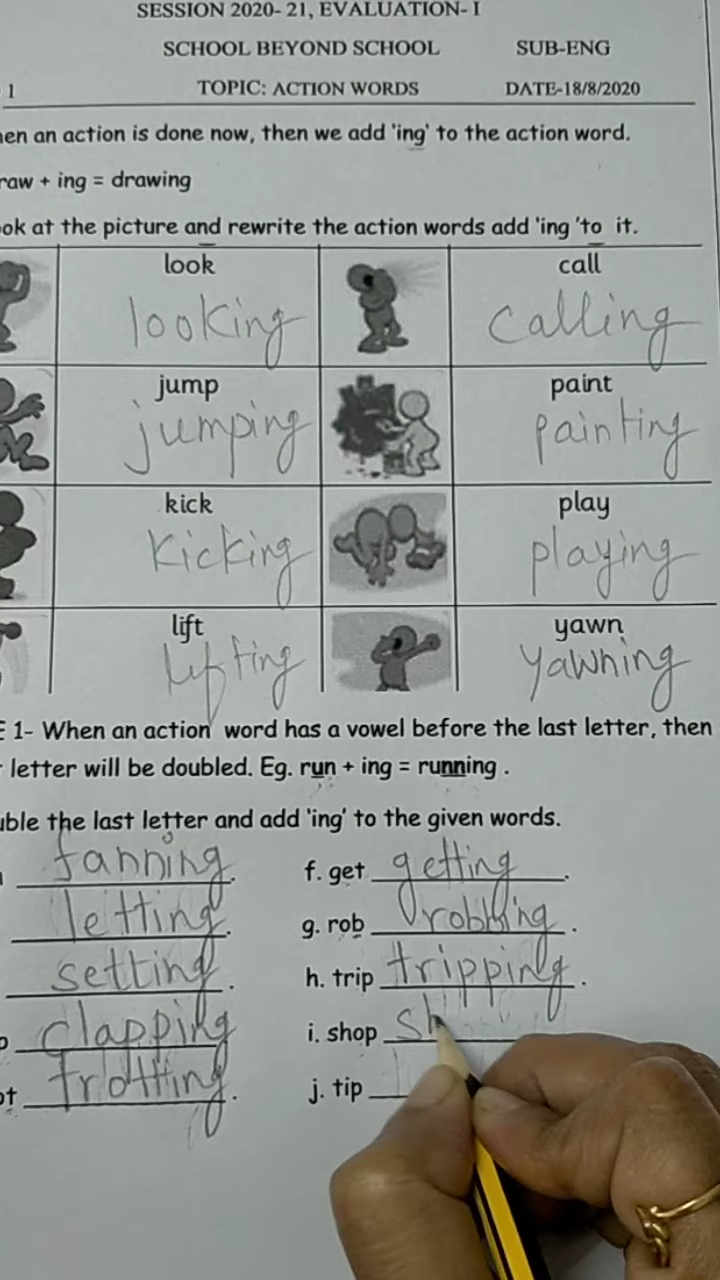 SESSION 2020- 21, EVALUATION- I
SCHOOL BEYOND SCHOOL SUB-ENG
1 TOPIC: ACTION WORDS DATE-18/8/2020
en an action is done now, then we add 'ing' to the action word.
raw + ing = drawing
ok at the picture and rewrite the action words add 'ing 'to it.
look call
looking calling
jump paint
jumping painting
kick play
kicking playing
lift yawn
lifting yawning
E 1- When an action word has a vowel before the last letter, then
letter will be doubled. Eg. run + ing = running .
uble the last letter and add 'ing' to the given words.
fanning. f. get getting.
letting. g. rob robbing.
setting. h. trip tripping.
p clapping i. shop sh
ot trotting. j. tip